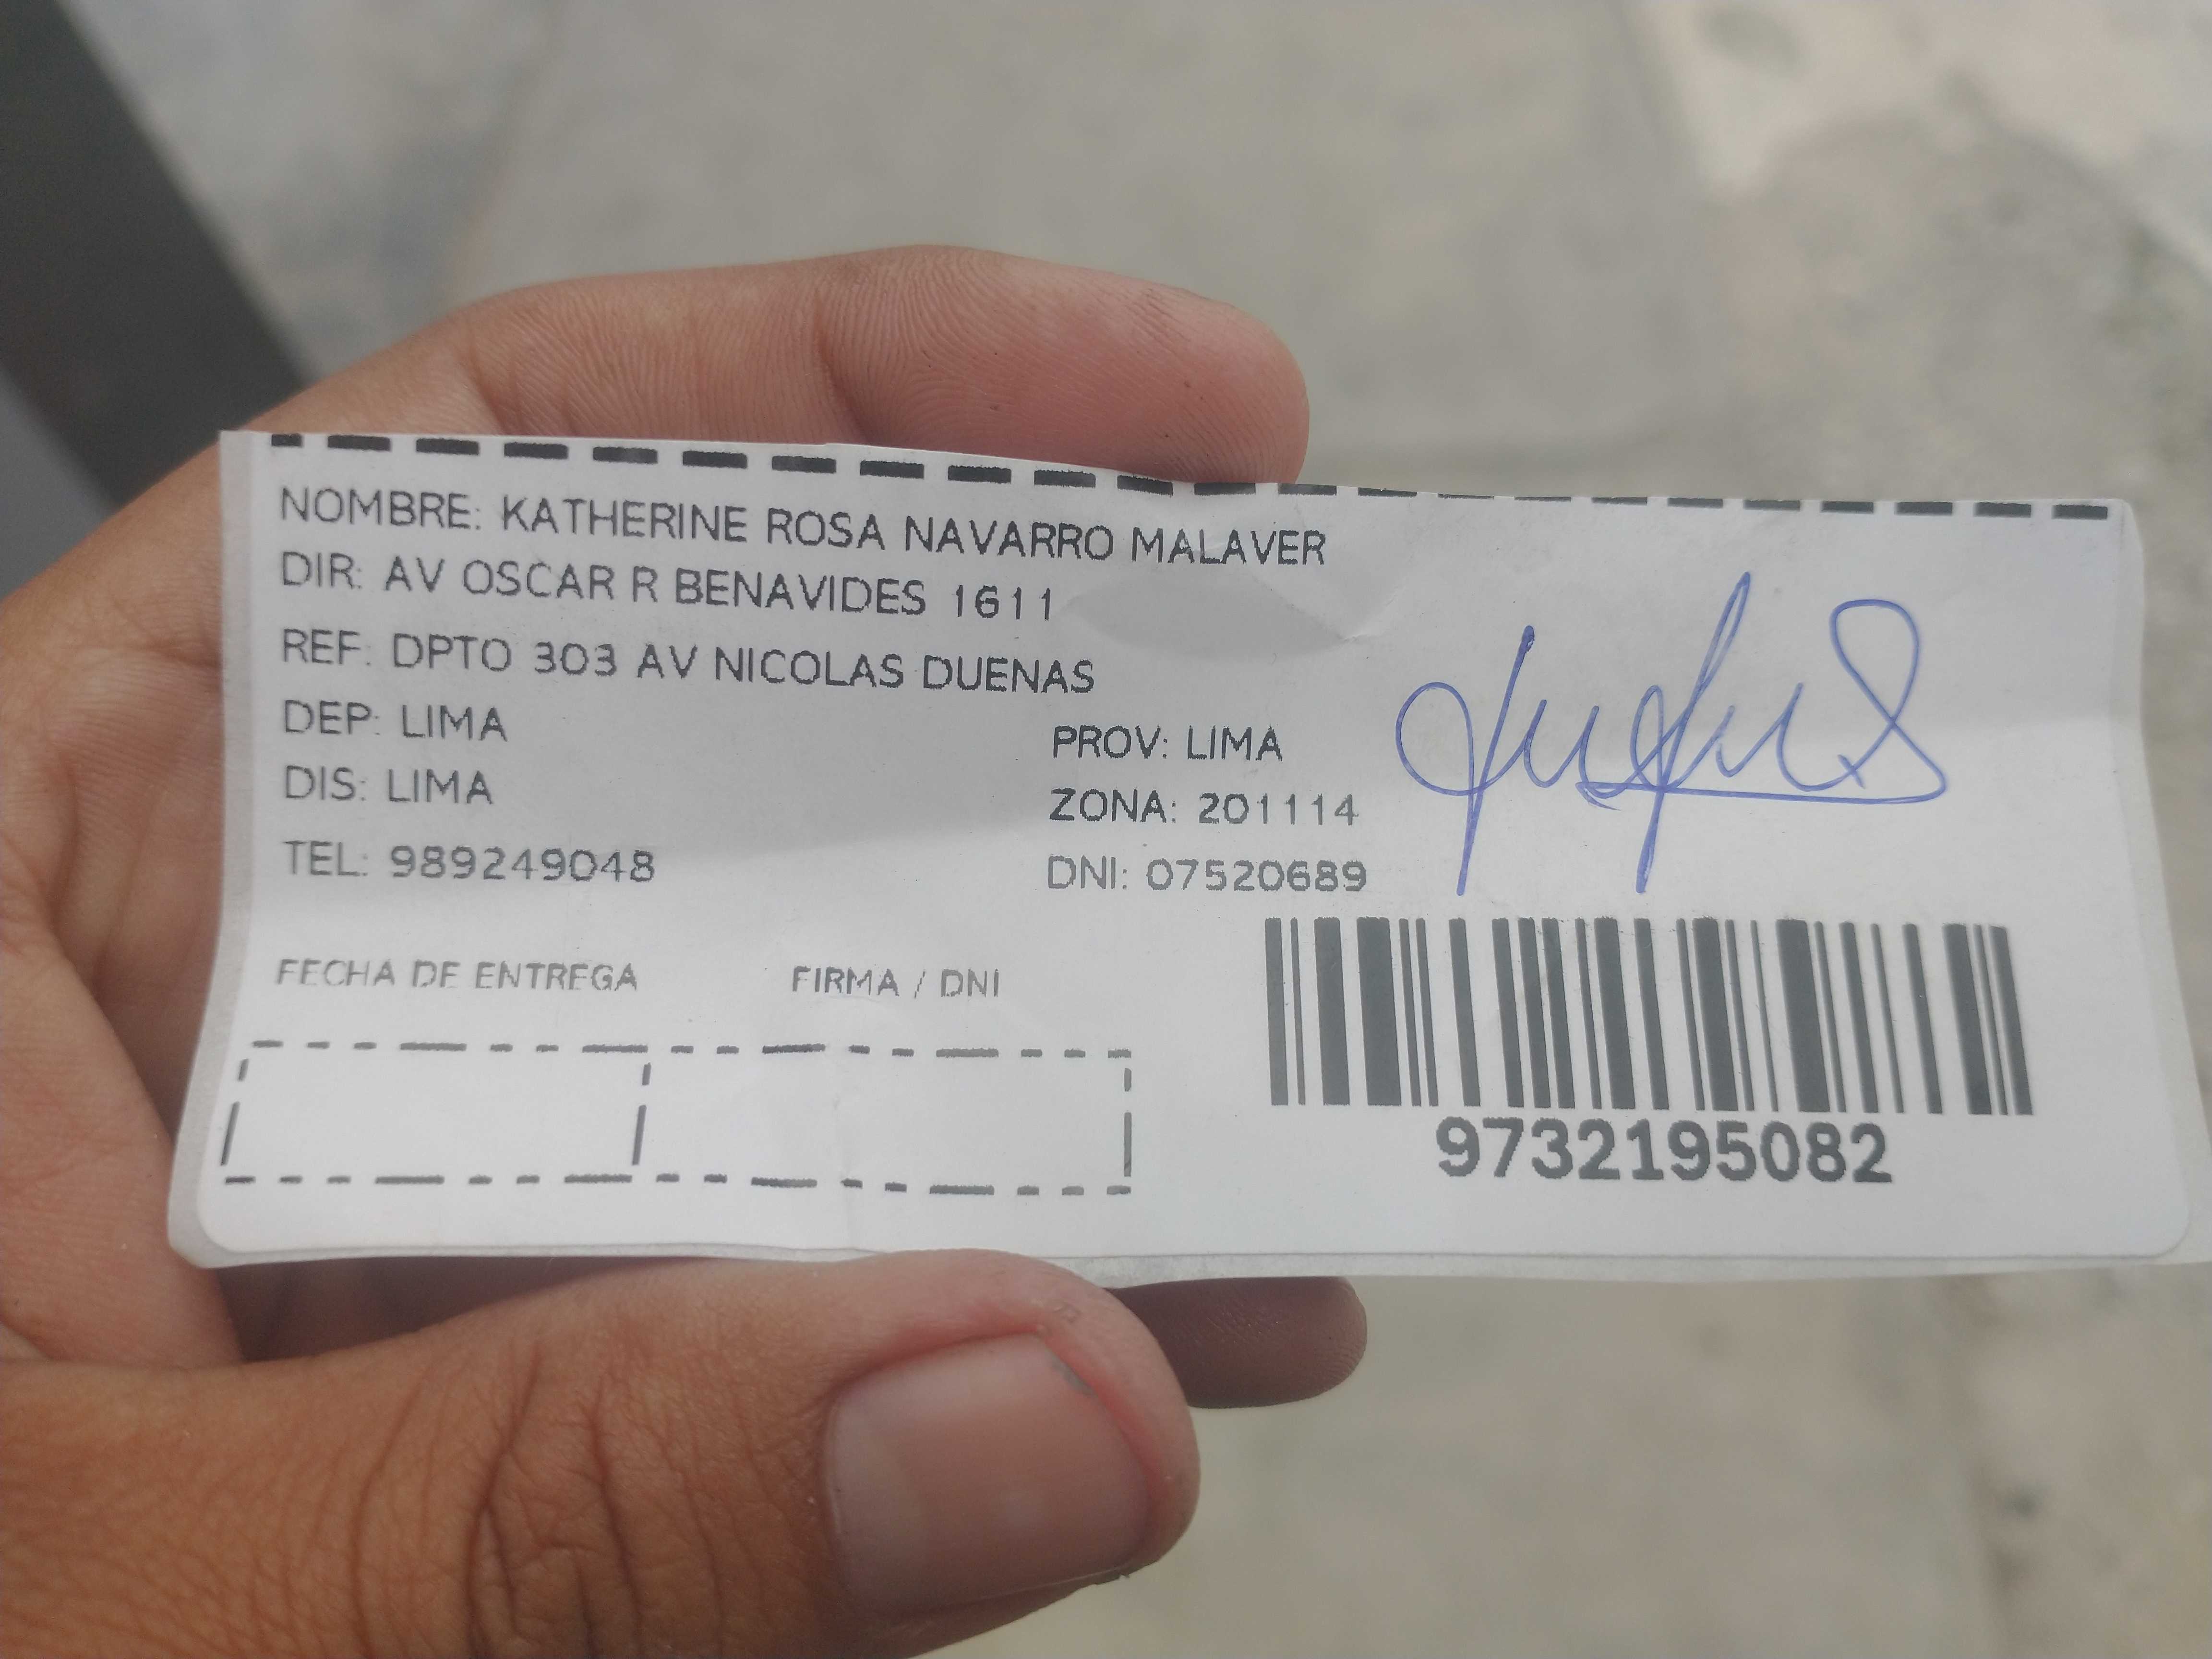 NOMBRE: KATHERINE ROSA NAVARRO MALAVER
DIR: AV OSCAR R BENAVIDES 1611
REF: DPTO 303 AV NICOLAS DUENAS
DEP: LIMA
PROV: LIMA
DIS: LIMA
ZONA: 201114
TEL: 989249048
DNI: 07520689
FECHA DE ENTREGA
FIRMA / DNI
9732195082